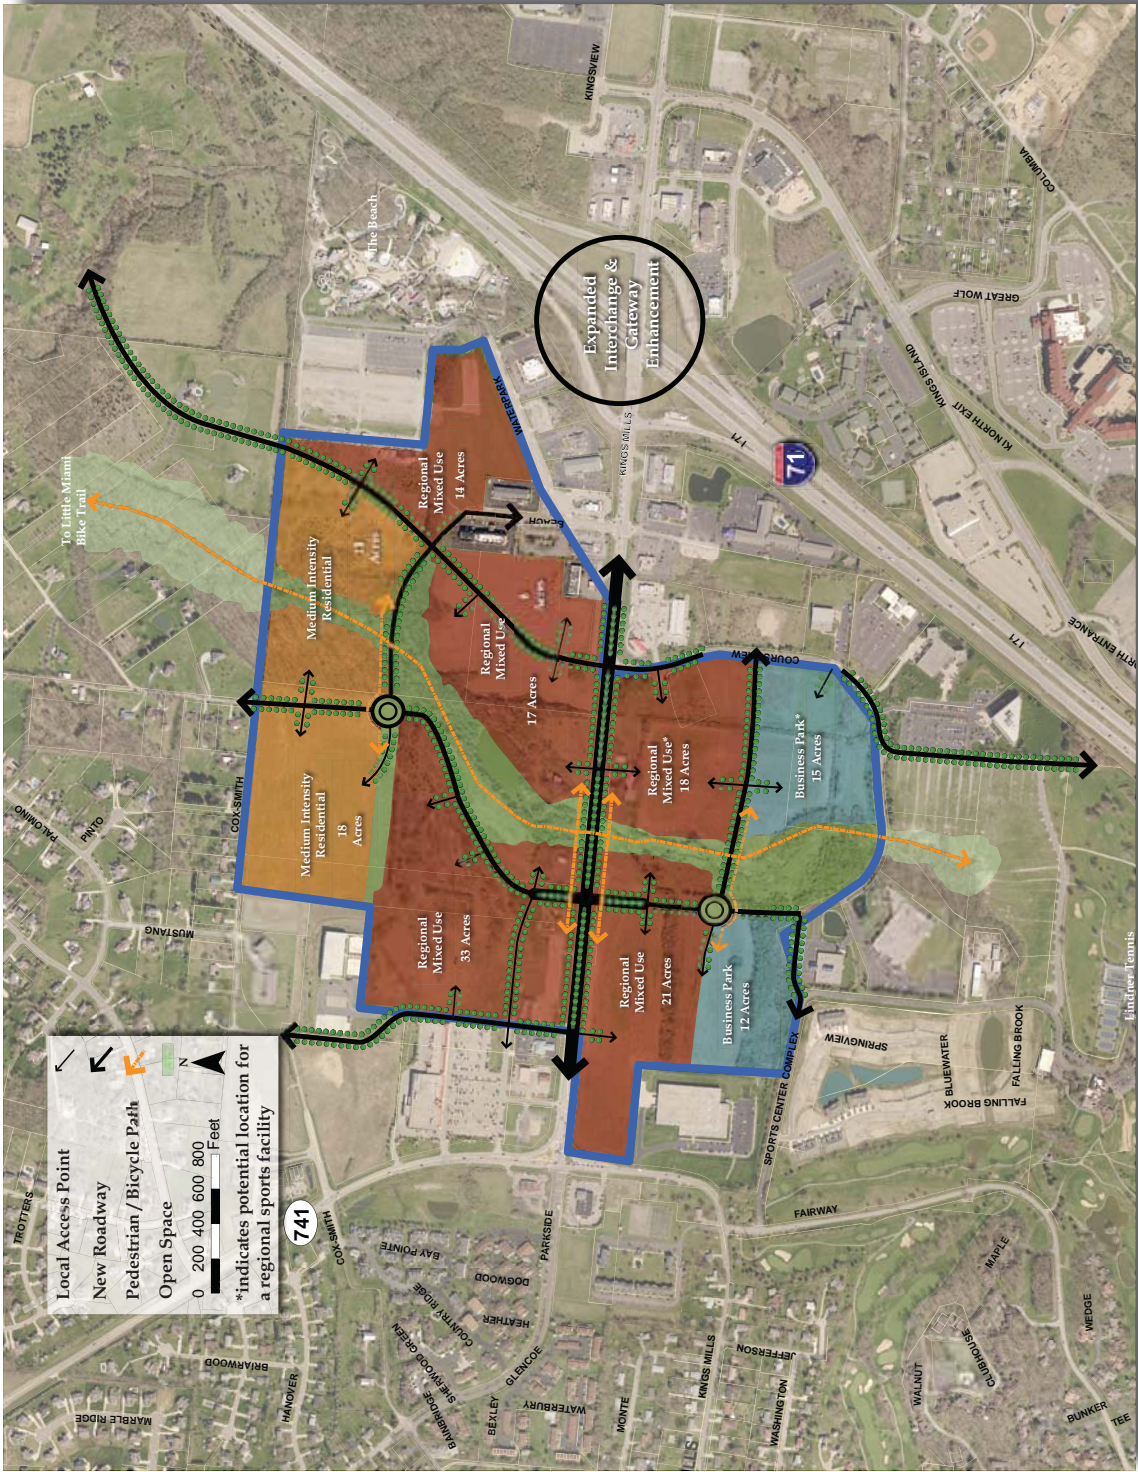 Local Access Point
New Roadway
Pedestrian / Bicycle Path
Open Space
N
0 200 400 600 800
Feet
*indicates potential location for
a regional sports facility
741
71
To Little Miami
Bike Trail
The Beach
Expanded
Interchange &
Gateway
Enhancement
Medium Intensity
Residential
Acres
Medium Intensity
Residential
18
Acres
Regional
Mixed Use
14 Acres
Regional
Mixed Use
17 Acres
Regional
Mixed Use
33 Acres
Regional
Mixed Use*
18 Acres
Regional
Mixed Use
21 Acres
Business Park*
15 Acres
Business Park
12 Acres
Lindner Tennis
KINGSVIEW
COLUMBIA
GREAT WOLF
KINGS ISLAND
KI NORTH EXIT
WATERPARK
KINGS MILLS
I71
BEACH
COURSEVIEW
I71
ENTRANCE
COX-SMITH
PALOMINO
PINTO
MUSTANG
SPORTS CENTER COMPLEX
SPRINGVIEW
BLUEWATER
FALLING BROOK
FALLING BROOK
FAIRWAY
TROTTERS
COX-SMITH
BAY POINTE
PARKSIDE
DOGWOOD
COUNTRY RIDGE
HEATHER
SHERWOOD GREEN
GLENCOE
BAINBRIDGE
BEXLEY
WATERBURY
MONTE
KINGS MILLS
JEFFERSON
WASHINGTON
BRIARWOOD
HANOVER
MARBLE RIDGE
MAPLE
WEDGE
CLUBHOUSE
WALNUT
BUNKER
TEE